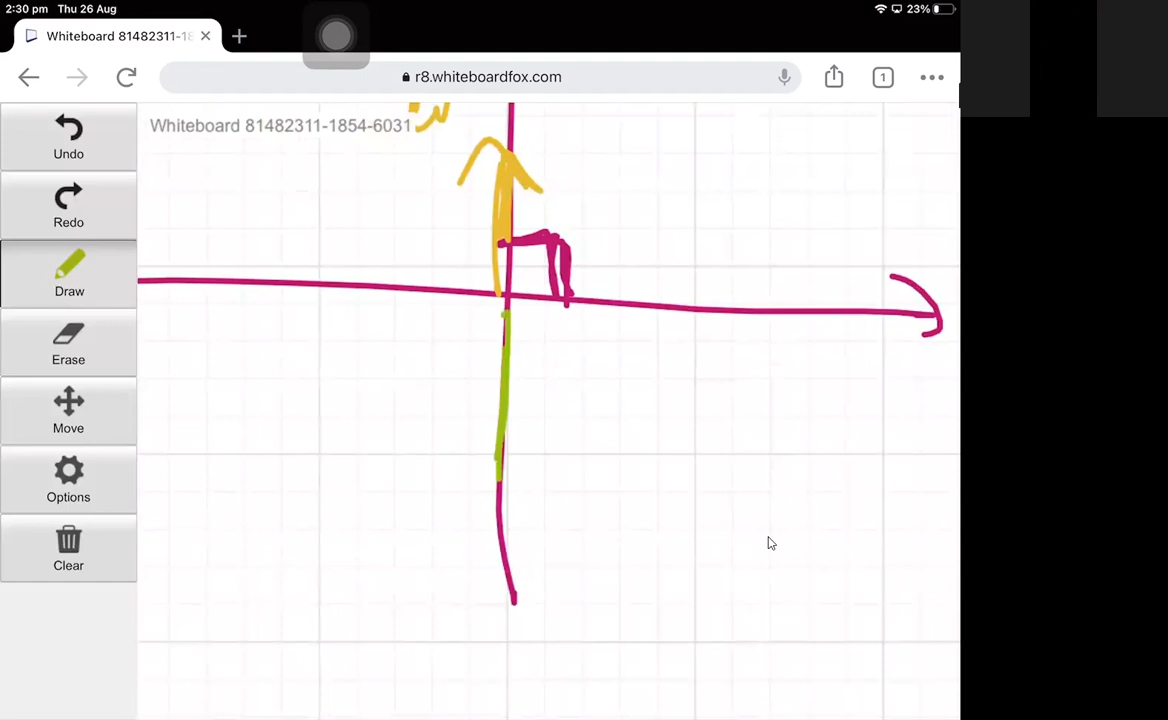 2:30 pm Thu 26 Aug 23%
Whiteboard 81482311-18
r8.whiteboardfox.com 1
Whiteboard 81482311-1854-6031
Undo
Redo
Draw
Erase
Move
Options
Clear